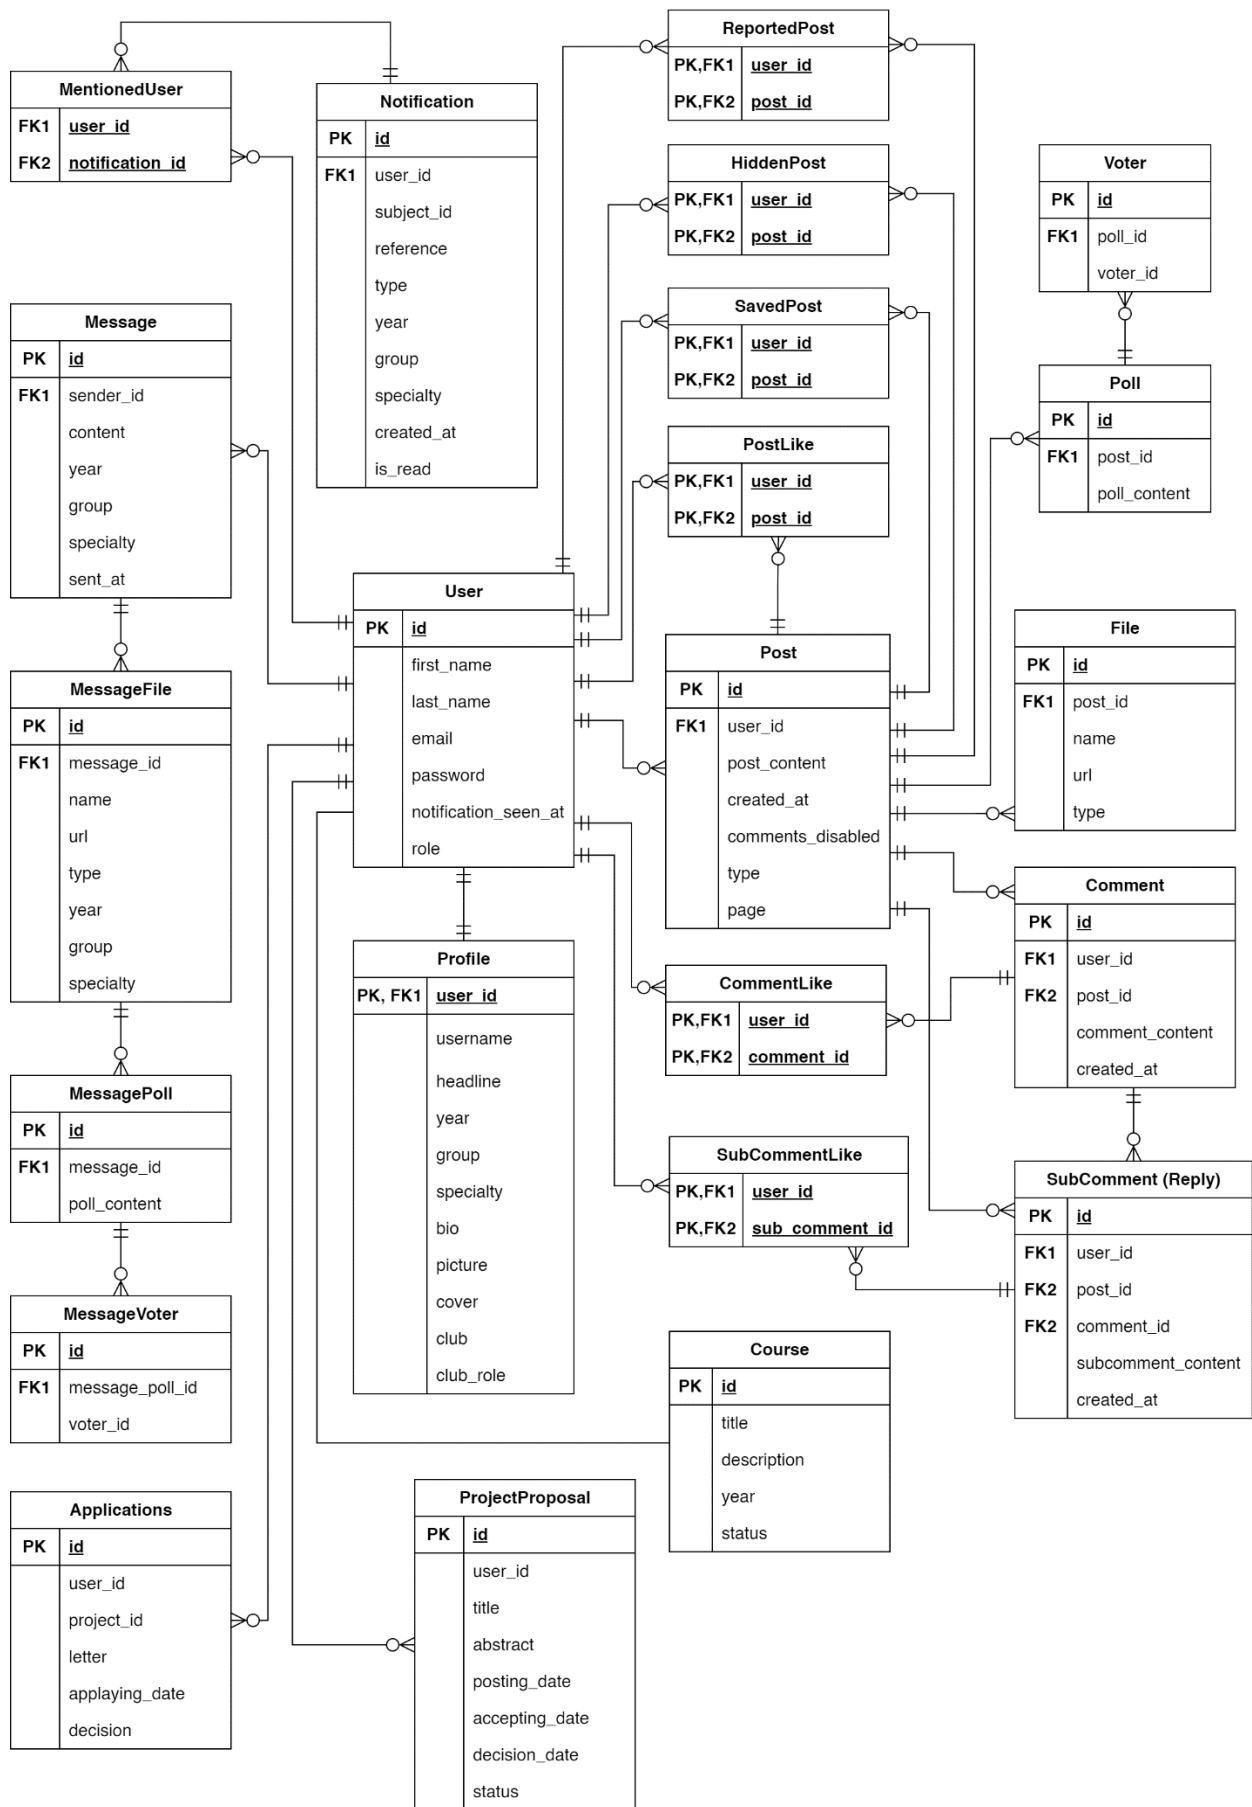 MentionedUser
FK1 user_id
FK2 notification_id
Notification
PK id
FK1 user_id
subject_id
reference
type
year
group
specialty
created_at
is_read
ReportedPost
PK,FK1 user_id
PK,FK2 post_id
HiddenPost
PK,FK1 user_id
PK,FK2 post_id
SavedPost
PK,FK1 user_id
PK,FK2 post_id
PostLike
PK,FK1 user_id
PK,FK2 post_id
Voter
PK id
FK1 poll_id
voter_id
Poll
PK id
FK1 post_id
poll_content
Message
PK id
FK1 sender_id
content
year
group
specialty
sent_at
MessageFile
PK id
FK1 message_id
name
url
type
year
group
specialty
MessagePoll
PK id
FK1 message_id
poll_content
MessageVoter
PK id
FK1 message_poll_id
voter_id
Applications
PK id
user_id
project_id
letter
applaying_date
decision
User
PK id
first_name
last_name
email
password
notification_seen_at
role
Profile
PK, FK1 user_id
username
headline
year
group
specialty
bio
picture
cover
club
club_role
ProjectProposal
PK id
user_id
title
abstract
posting_date
accepting_date
decision_date
status
Post
PK id
FK1 user_id
post_content
created_at
comments_disabled
type
page
CommentLike
PK,FK1 user_id
PK,FK2 comment_id
SubCommentLike
PK,FK1 user_id
PK,FK2 sub_comment_id
Course
PK id
title
description
year
status
File
PK id
FK1 post_id
name
url
type
Comment
PK id
FK1 user_id
FK2 post_id
comment_content
created_at
SubComment (Reply)
PK id
FK1 user_id
FK2 post_id
FK2 comment_id
subcomment_content
created_at